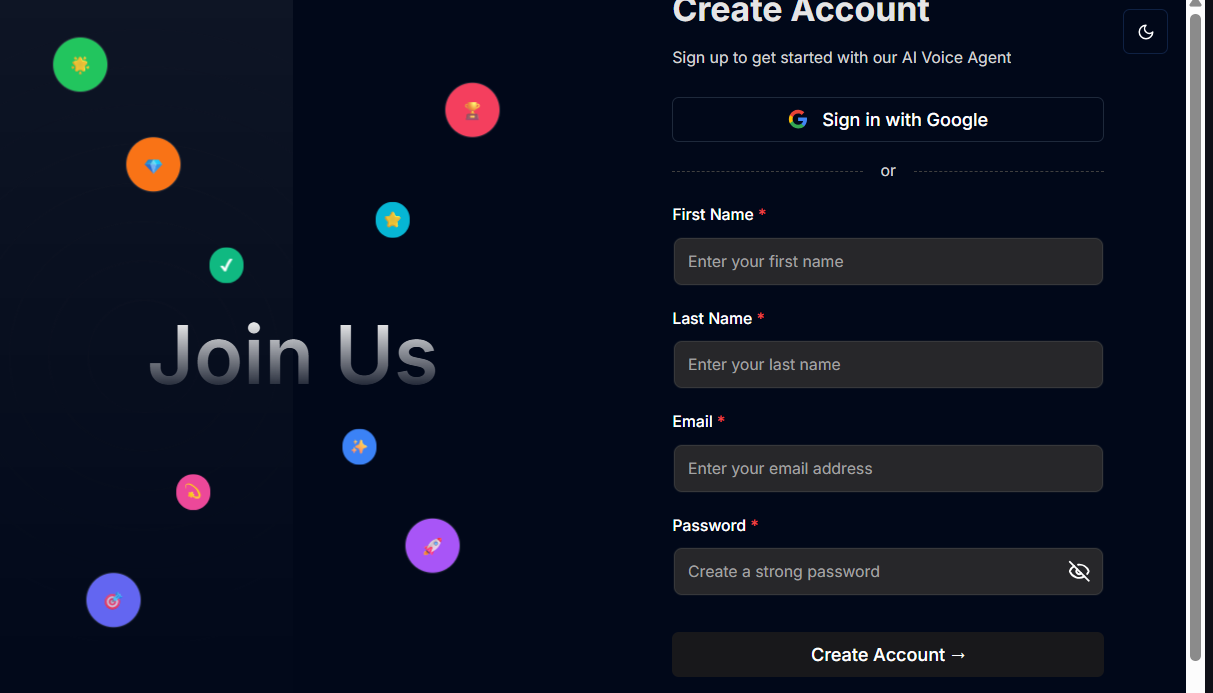 Create Account
Sign up to get started with our AI Voice Agent
Sign in with Google
or
First Name *
Enter your first name
Last Name *
Enter your last name
Join Us
Email *
Enter your email address
Password *
Create a strong password
Create Account →